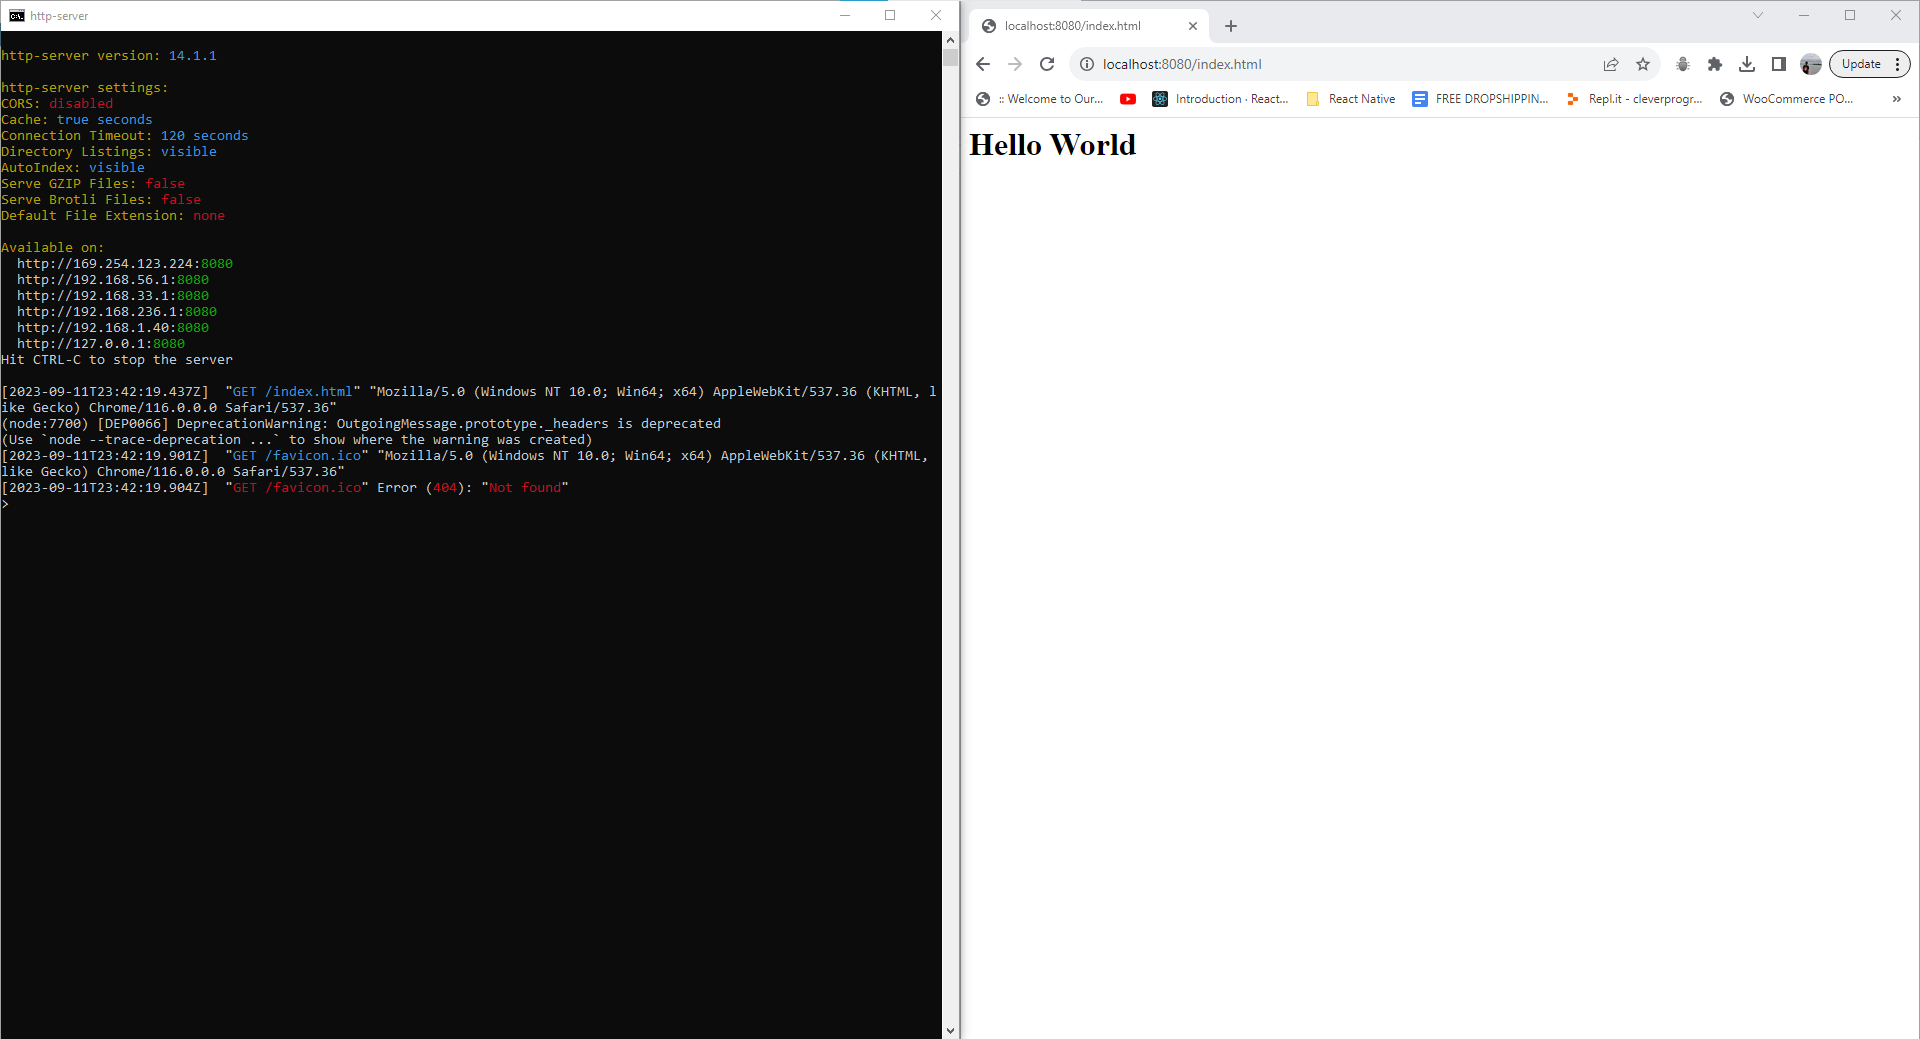 http-server
http-server version: 14.1.1
http-server settings:
CORS: disabled
Cache: true seconds
Connection Timeout: 120 seconds
Directory Listings: visible
AutoIndex: visible
Serve GZIP Files: false
Serve Brotli Files: false
Default File Extension: none
Available on:
http://169.254.123.224:8080
http://192.168.56.1:8080
http://192.168.33.1:8080
http://192.168.236.1:8080
http://192.168.1.40:8080
http://127.0.0.1:8080
Hit CTRL-C to stop the server
[2023-09-11T23:42:19.437Z]  "GET /index.html" "Mozilla/5.0 (Windows NT 10.0; Win64; x64) AppleWebKit/537.36 (KHTML, l
ike Gecko) Chrome/116.0.0.0 Safari/537.36"
(node:7700) [DEP0066] DeprecationWarning: OutgoingMessage.prototype._headers is deprecated
(Use `node --trace-deprecation ...` to show where the warning was created)
[2023-09-11T23:42:19.901Z]  "GET /favicon.ico" "Mozilla/5.0 (Windows NT 10.0; Win64; x64) AppleWebKit/537.36 (KHTML,
like Gecko) Chrome/116.0.0.0 Safari/537.36"
[2023-09-11T23:42:19.904Z]  "GET /favicon.ico" Error (404): "Not found"
>
localhost:8080/index.html
localhost:8080/index.html
Update
:: Welcome to Our... Introduction · React... React Native FREE DROPSHIPPIN... Repl.it - cleverprogr... WooCommerce PO... »
Hello World